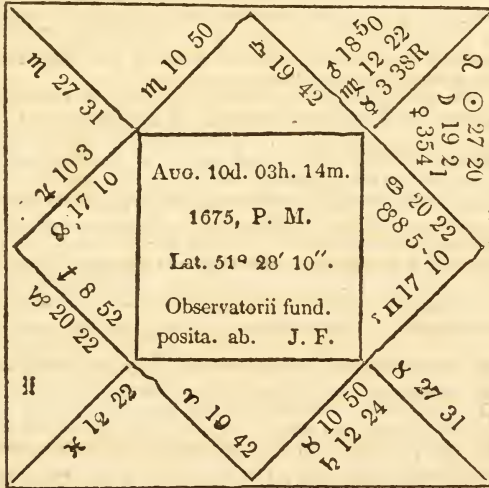 ♏ 27 31
♏ 10 50
♎ 19 42
♂ 18 50
♍ 12 22
☿ 3 38R
♌
☉ 27 20
☽ 19 21
♀ 3 54
♃ 10 3
☊ 17 10
Aug. 10d. 03h. 14m.
1675, P. M.
Lat. 51° 28′ 10″.
Observatorii fund.
posita. ab. J. F.
♋ 20 22
8 5
♊ 17 10
♐ 8 52
♑ 20 22
♓ 12 22
♈ 19 42
♉ 10 50
♄ 12 24
♉ 27 31